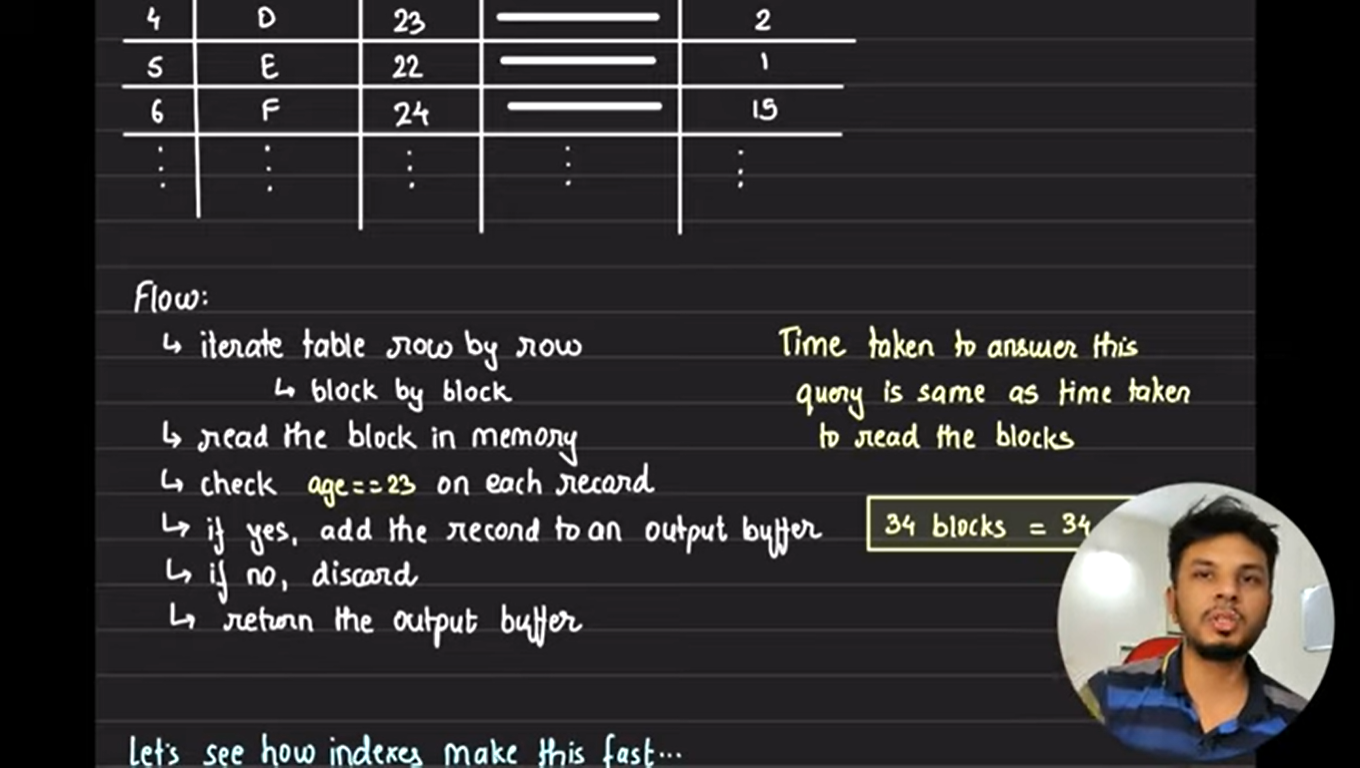 4 D 23 2
5 E 22 1
6 F 24 15
Flow:
↳ iterate table row by row
↳ block by block
↳ read the block in memory
↳ check age==23 on each record
↳ if yes, add the record to an output buffer
↳ if no, discard
↳ return the output buffer
Time taken to answer this
query is same as time taken
to read the blocks
34 blocks = 34
Let's see how indexes make this fast...